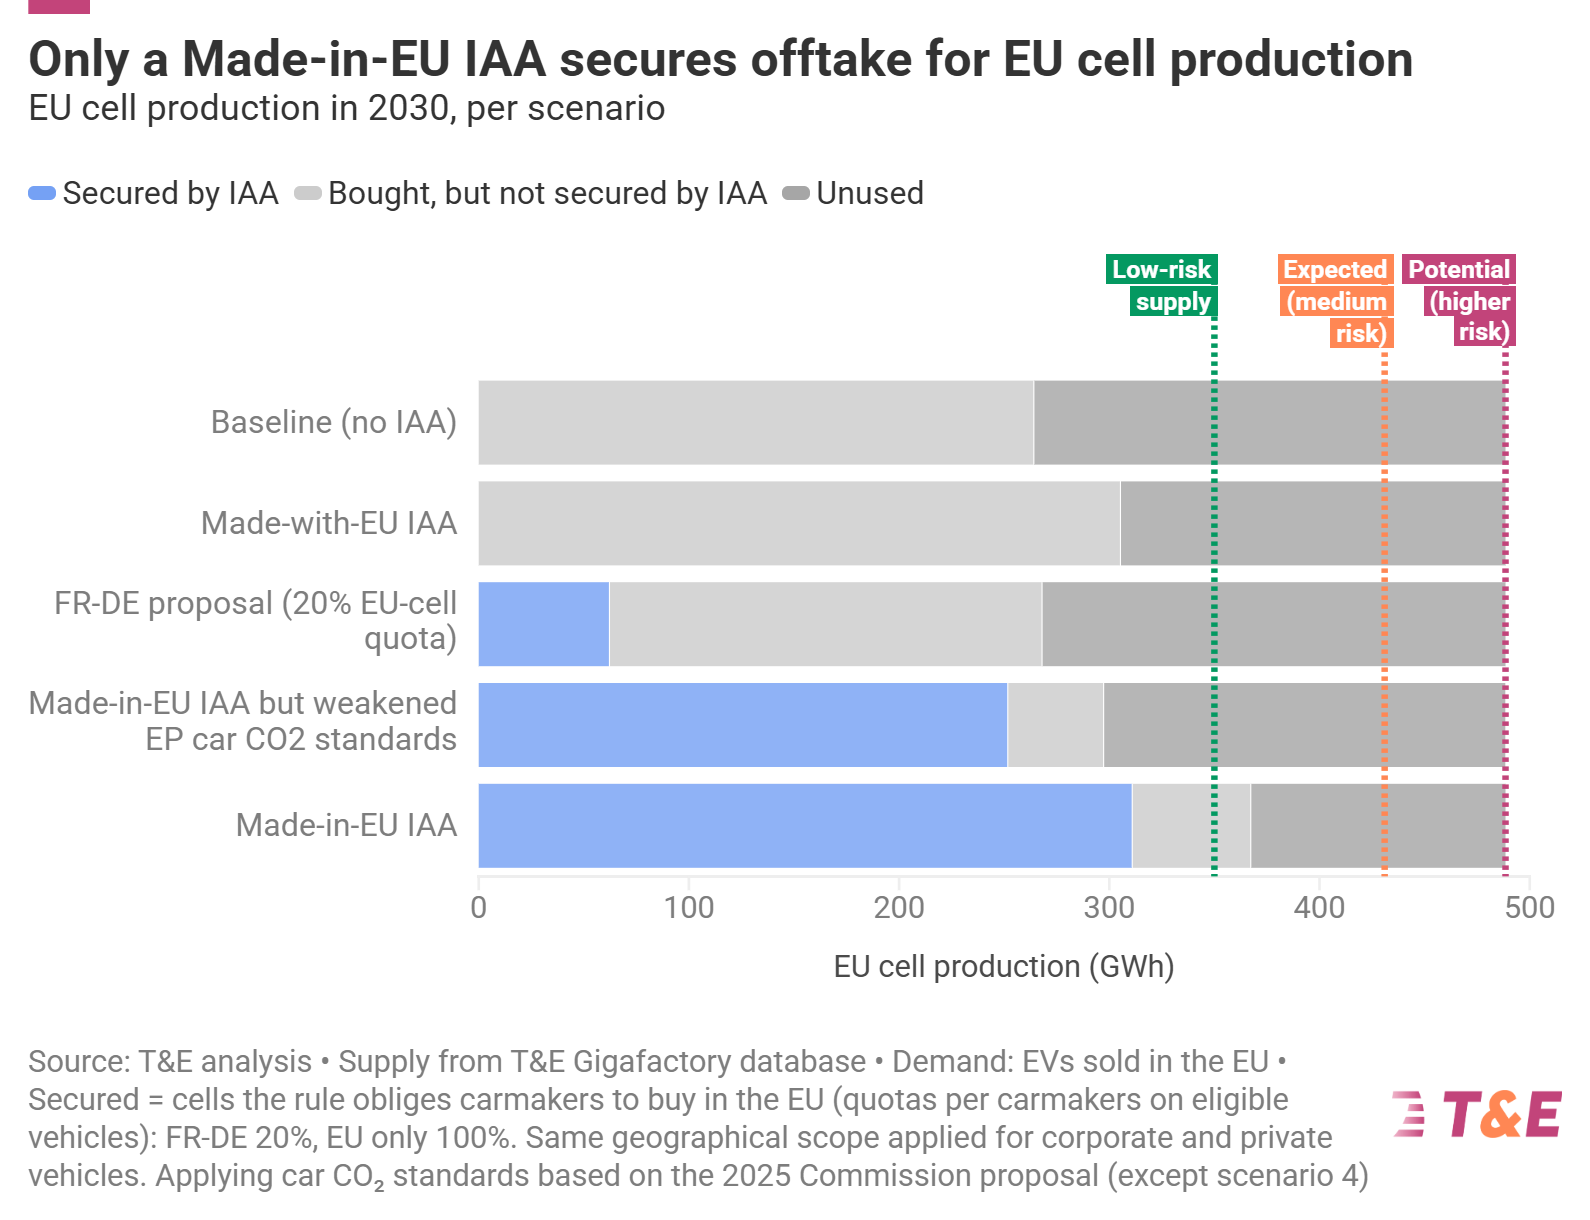 Only a Made-in-EU IAA secures offtake for EU cell production
EU cell production in 2030, per scenario
Secured by IAA
Bought, but not secured by IAA
Unused
Low-risk
supply
Expected
(medium
risk)
Potential
(higher
risk)
Baseline (no IAA)
Made-with-EU IAA
FR-DE proposal (20% EU-cell
quota)
Made-in-EU IAA but weakened
EP car CO2 standards
Made-in-EU IAA
0
100
200
300
400
500
EU cell production (GWh)
Source: T&E analysis • Supply from T&E Gigafactory database • Demand: EVs sold in the EU •
Secured = cells the rule obliges carmakers to buy in the EU (quotas per carmakers on eligible
vehicles): FR-DE 20%, EU only 100%. Same geographical scope applied for corporate and private
vehicles. Applying car CO₂ standards based on the 2025 Commission proposal (except scenario 4)
T&E